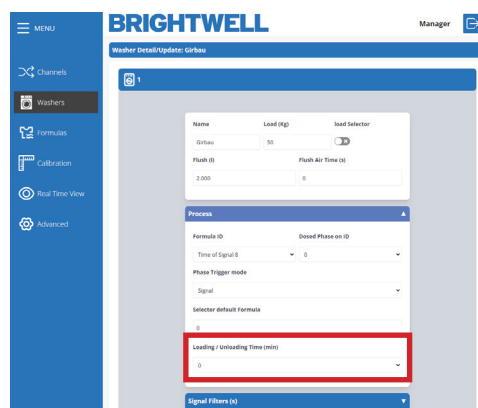 MENU
BRIGHTWELL
Manager
Washer Detail/Update: Girbau
Channels
1
Washers
Name Load (Kg) load Selector
Formulas
Girbau 50
Flush (l) Flush Air Time (s)
Calibration
2.000 0
Real Time View
Process
Advanced
Formula ID Dosed Phase on ID
Time of Signal 8 0
Phase Trigger mode
Signal
Selector default Formula
0
Loading / Unloading Time (min)
0
Signal Filters (s)